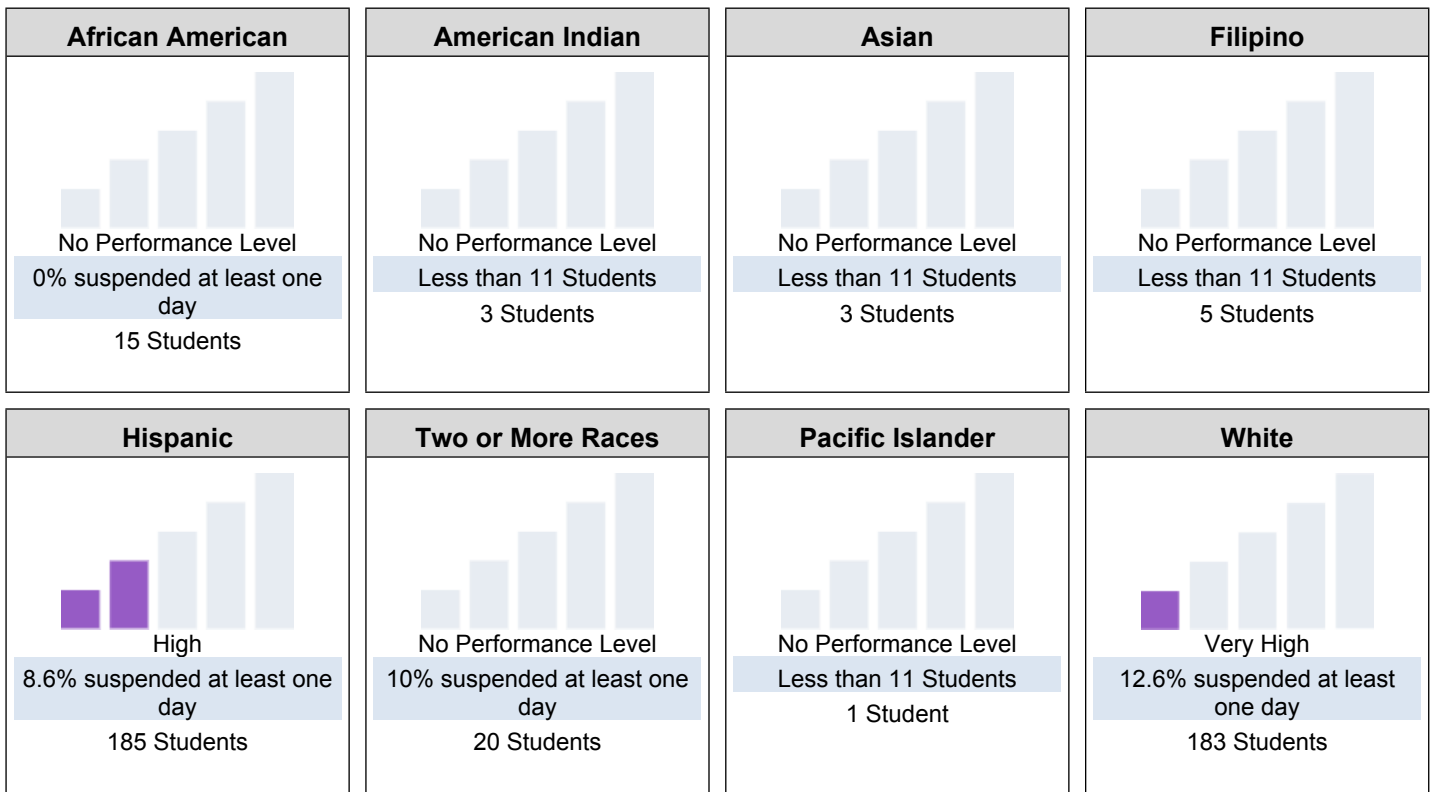 African American
No Performance Level
0% suspended at least one
day
15 Students
American Indian
No Performance Level
Less than 11 Students
3 Students
Asian
No Performance Level
Less than 11 Students
3 Students
Filipino
No Performance Level
Less than 11 Students
5 Students
Hispanic
High
8.6% suspended at least one
day
185 Students
Two or More Races
No Performance Level
10% suspended at least one
day
20 Students
Pacific Islander
No Performance Level
Less than 11 Students
1 Student
White
Very High
12.6% suspended at least
one day
183 Students